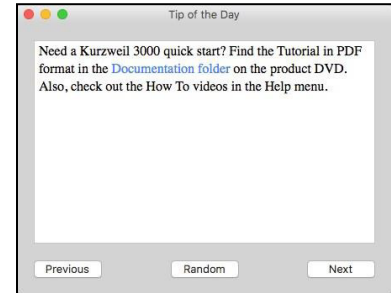 Tip of the Day
Need a Kurzweil 3000 quick start? Find the Tutorial in PDF
format in the Documentation folder on the product DVD.
Also, check out the How To videos in the Help menu.
Previous Random Next